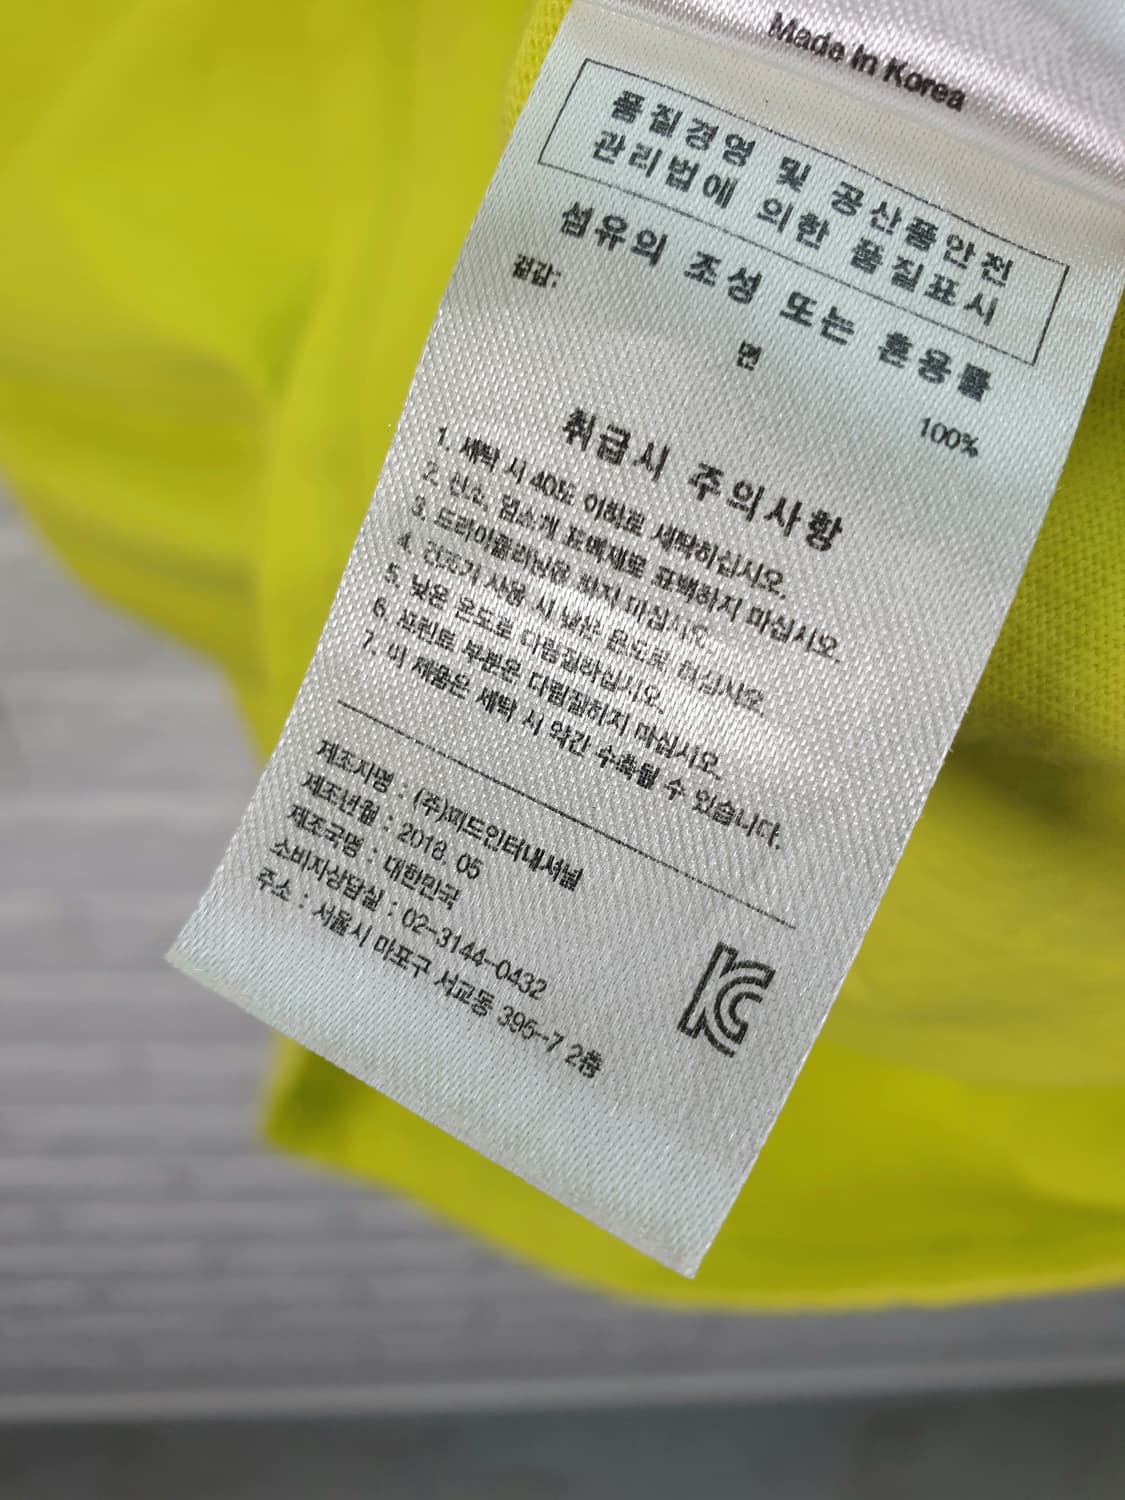 Made In Korea
품질경영 및 공산품안전
관리법에 의한 품질표시
섬유의 조성 또는 혼용률
겉감:
면
100%
취급시 주의사항
1. 세탁 시 40도 이하로 세탁하십시오.
2. 산소, 염소계 표백제로 표백하지 마십시오.
3. 드라이클리닝을 하지 마십시오.
4. 건조기 사용 시 낮은 온도로 하십시오.
5. 낮은 온도로 다림질하십시오.
6. 프린트 부분은 다림질하지 마십시오.
7. 이 제품은 세탁 시 약간 수축될 수 있습니다.
제조자명 : (주)피드인터내셔널
제조년월 : 2018. 05
제조국명 : 대한민국
소비자상담실 : 02-3144-0432
주소 : 서울시 마포구 서교동 395-7 2층
KC